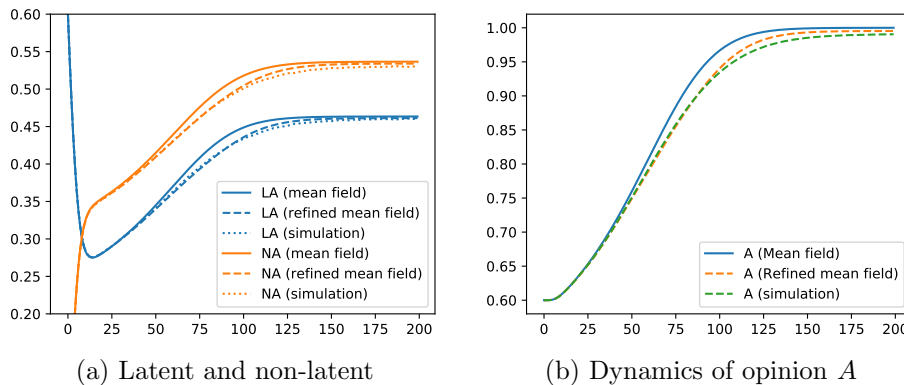 0.60
0.55
0.50
0.45
0.40
0.35
0.30
0.25
0.20
0 25 50 75 100 125 150 175 200
LA (mean field)
LA (refined mean field)
LA (simulation)
NA (mean field)
NA (refined mean field)
NA (simulation)
(a) Latent and non-latent
1.00
0.95
0.90
0.85
0.80
0.75
0.70
0.65
0.60
0 25 50 75 100 125 150 175 200
A (Mean field)
A (Refined mean field)
A (simulation)
(b) Dynamics of opinion A